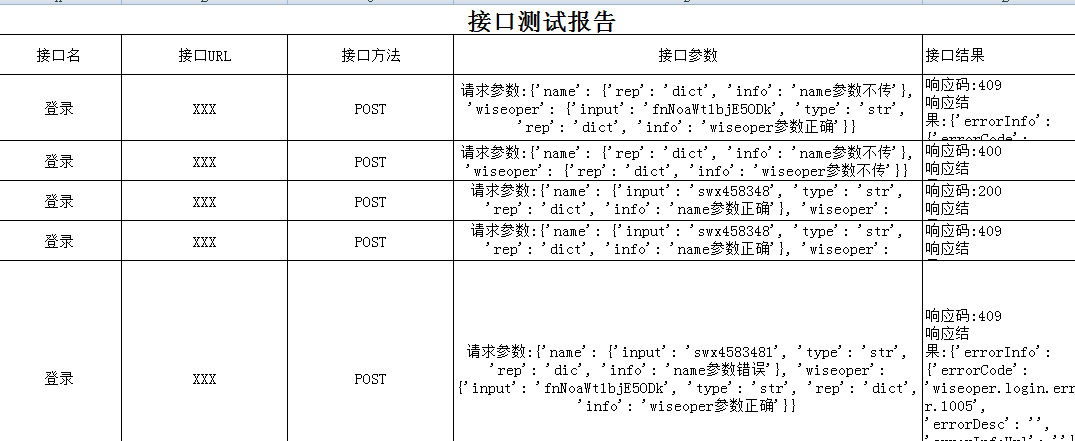 接口测试报告
接口名 接口URL 接口方法 接口参数 接口结果
登录 XXX POST
请求参数:{'name': {'rep': 'dict', 'info': 'name参数不传'},
'wiseoper': {'input': 'fnNoaWt1bjE5ODk', 'type': 'str',
'rep': 'dict', 'info': 'wiseoper参数正确'}}
响应码:409
响应结
果:{'errorInfo':
{'errorCode':
登录 XXX POST
请求参数:{'name': {'rep': 'dict', 'info': 'name参数不传'},
'wiseoper': {'rep': 'dict', 'info': 'wiseoper参数不传'}}
响应码:400
响应结
登录 XXX POST
请求参数:{'name': {'input': 'swx458348', 'type': 'str',
'rep': 'dict', 'info': 'name参数正确'}, 'wiseoper':
响应码:200
响应结
登录 XXX POST
请求参数:{'name': {'input': 'swx458348', 'type': 'str',
'rep': 'dict', 'info': 'name参数正确'}, 'wiseoper':
响应码:409
响应结
登录 XXX POST
请求参数:{'name': {'input': 'swx4583481', 'type': 'str',
'rep': 'dic', 'info': 'name参数错误'}, 'wiseoper':
{'input': 'fnNoaWt1bjE5ODk', 'type': 'str', 'rep': 'dict',
'info': 'wiseoper参数正确'}}
响应码:409
响应结
果:{'errorInfo':
{'errorCode':
'wiseoper.login.err
r.1005',
'errorDesc': '',